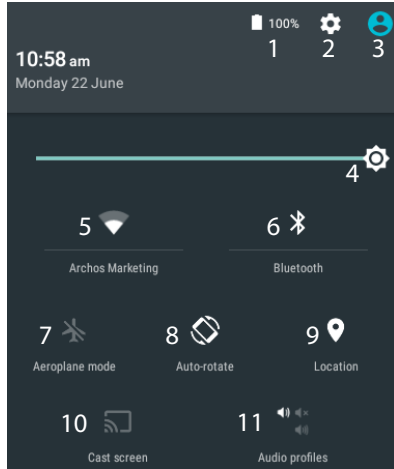 100%
1 2 3
10:58 am
Monday 22 June
4
5 6
Archos Marketing Bluetooth
7 8 9
Aeroplane mode Auto-rotate Location
10 11
Cast screen Audio profiles